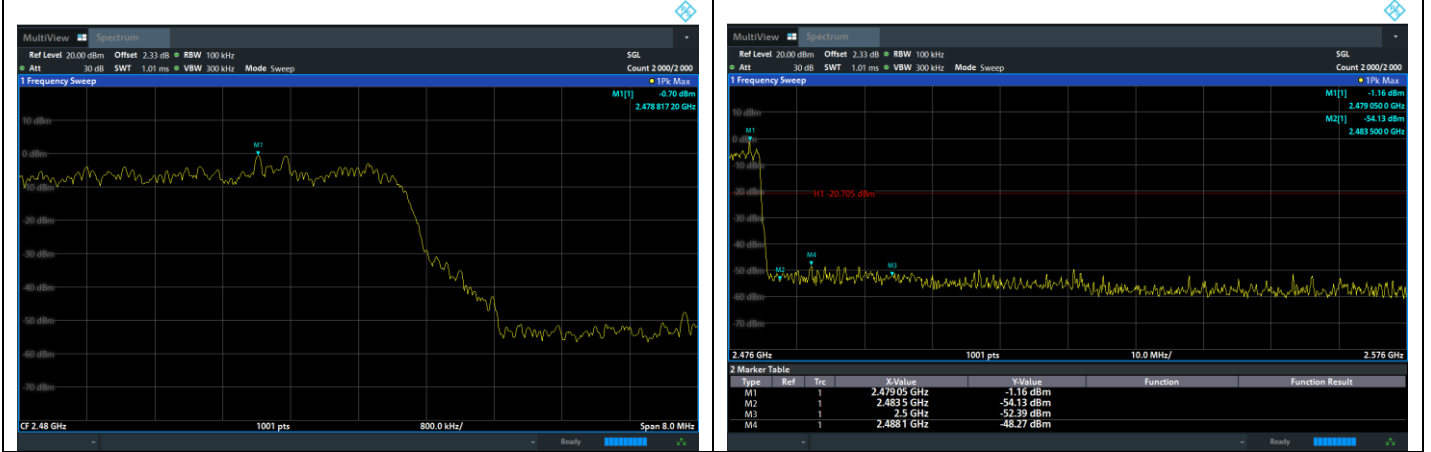 MultiView Spectrum
Ref Level 20.00 dBm Offset 2.33 dB RBW 100 kHz SGL
Att 30 dB SWT 1.01 ms VBW 300 kHz Mode Sweep Count 2 000/2 000
1 Frequency Sweep 1Pk Max
M1[1] -0.70 dBm
2.478 817 20 GHz
10 dBm
M1
0 dBm
-10 dBm
-20 dBm
-30 dBm
-40 dBm
-50 dBm
-60 dBm
-70 dBm
CF 2.48 GHz 1001 pts 800.0 kHz/ Span 8.0 MHz
Ready
MultiView Spectrum
Ref Level 20.00 dBm Offset 2.33 dB RBW 100 kHz SGL
Att 30 dB SWT 1.01 ms VBW 300 kHz Mode Sweep Count 2 000/2 000
1 Frequency Sweep 1Pk Max
M1[1] -1.16 dBm
2.479 050 0 GHz
10 dBm
M2[1] -54.13 dBm
M1
2.483 500 0 GHz
0 dBm
-10 dBm
-20 dBm
H1 -20.705 dBm
-30 dBm
-40 dBm
M4
M3
-50 dBm
M2
-60 dBm
-70 dBm
2.476 GHz 1001 pts 10.0 MHz/ 2.576 GHz
2 Marker Table
Type Ref Trc X-Value Y-Value Function Function Result
M1 1 2.47905 GHz -1.16 dBm
M2 1 2.4835 GHz -54.13 dBm
M3 1 2.5 GHz -52.39 dBm
M4 1 2.4881 GHz -48.27 dBm
Ready